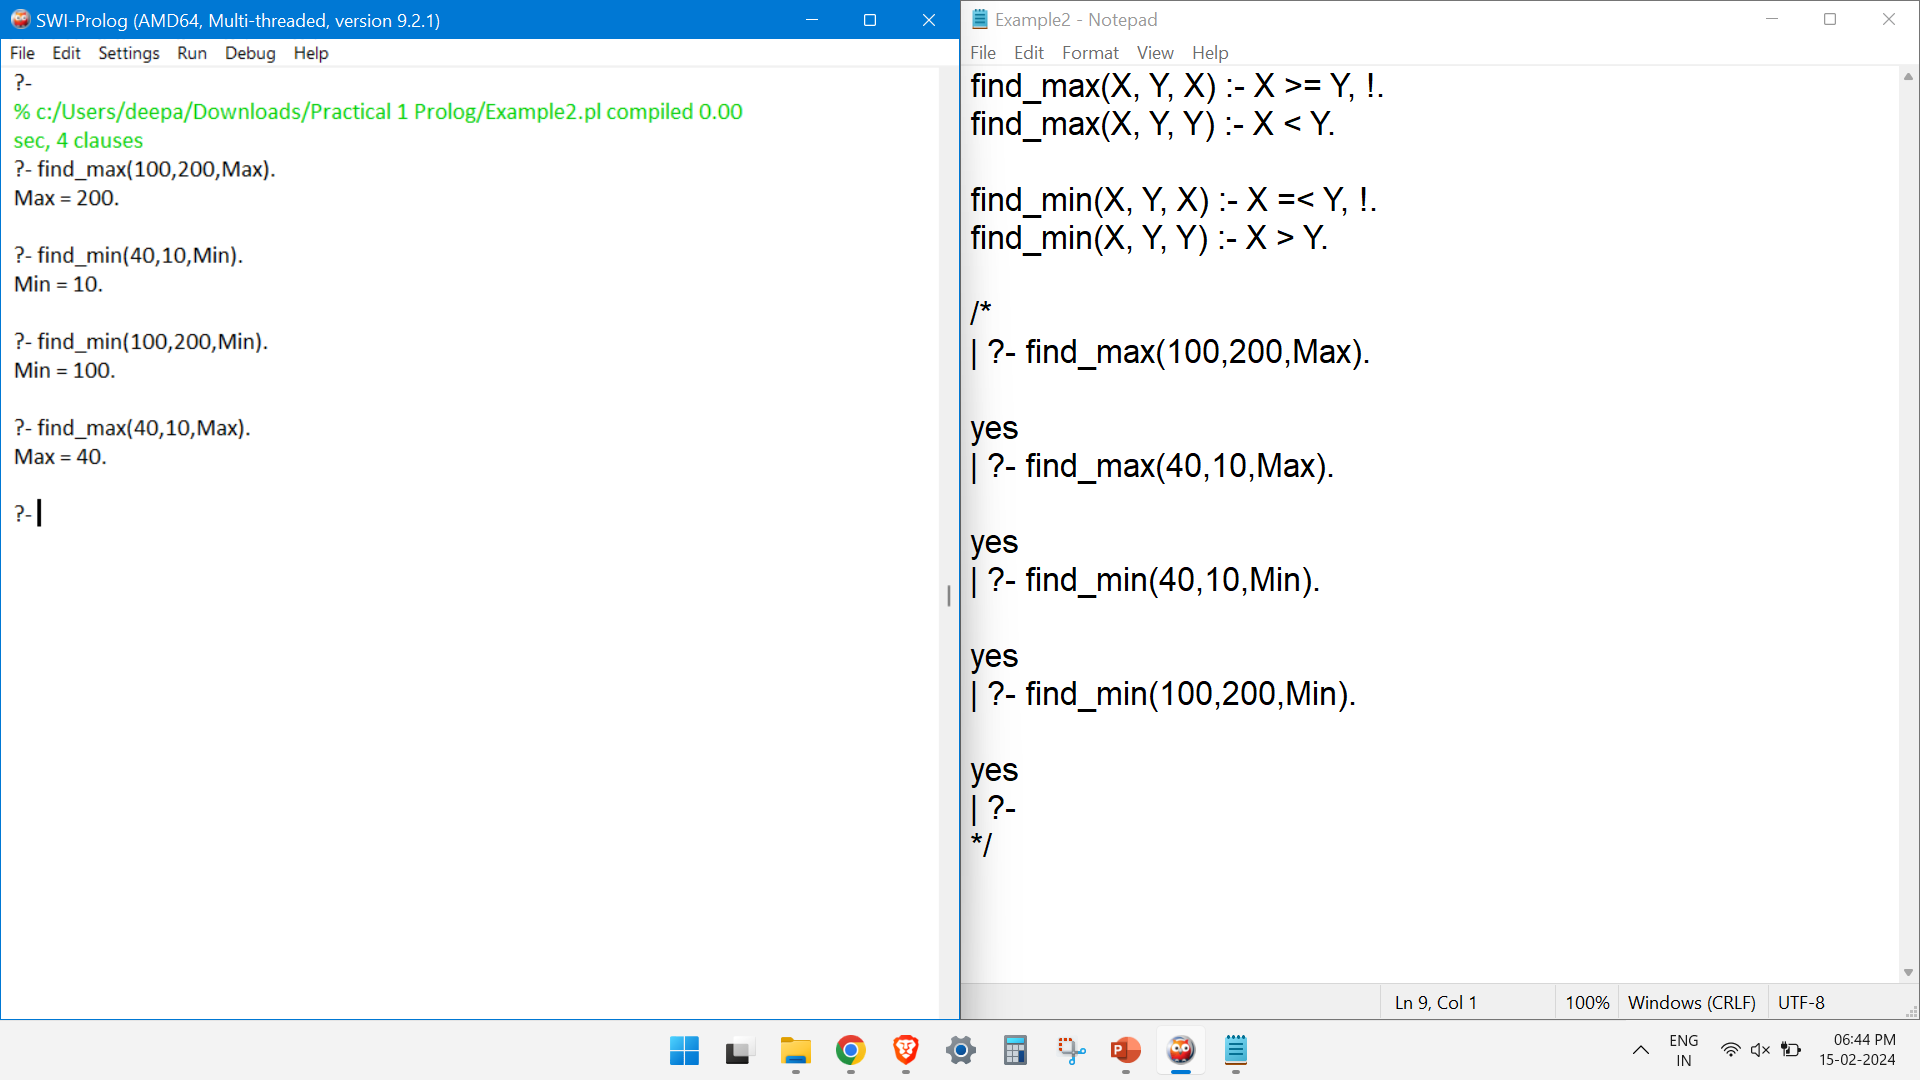 SWI-Prolog (AMD64, Multi-threaded, version 9.2.1)
File Edit Settings Run Debug Help
?-
% c:/Users/deepa/Downloads/Practical 1 Prolog/Example2.pl compiled 0.00
sec, 4 clauses
?- find_max(100,200,Max).
Max = 200.
?- find_min(40,10,Min).
Min = 10.
?- find_min(100,200,Min).
Min = 100.
?- find_max(40,10,Max).
Max = 40.
?-
Example2 - Notepad
File Edit Format View Help
find_max(X, Y, X) :- X >= Y, !.
find_max(X, Y, Y) :- X < Y.
find_min(X, Y, X) :- X =< Y, !.
find_min(X, Y, Y) :- X > Y.
/*
| ?- find_max(100,200,Max).
yes
| ?- find_max(40,10,Max).
yes
| ?- find_min(40,10,Min).
yes
| ?- find_min(100,200,Min).
yes
| ?-
*/
Ln 9, Col 1 100% Windows (CRLF) UTF-8
ENG
IN
06:44 PM
15-02-2024